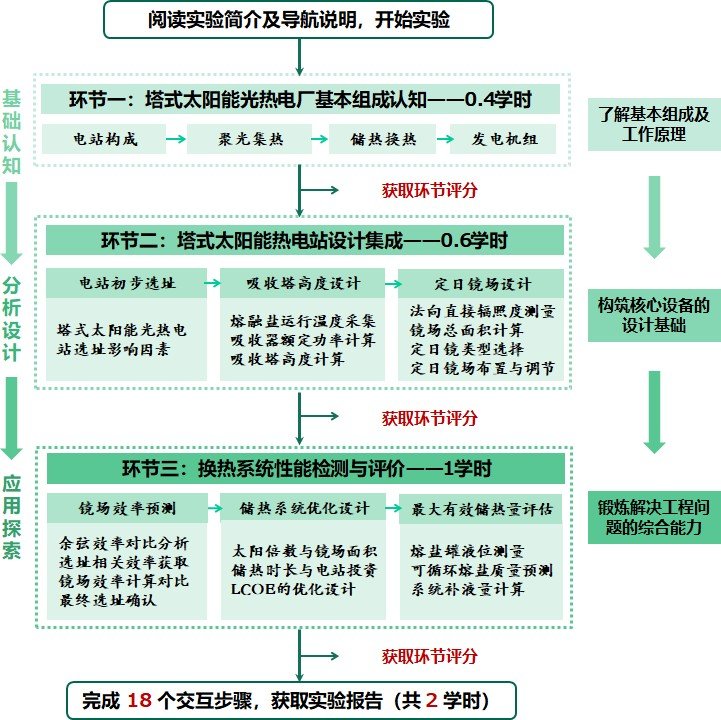 阅读实验简介及导航说明，开始实验
基础认知
环节一：塔式太阳能光热电厂基本组成认知——0.4学时
电站构成
聚光集热
储热换热
发电机组
了解基本组成及
工作原理
获取环节评分
分析设计
环节二：塔式太阳能热电站设计集成——0.6学时
电站初步选址
塔式太阳能光热电
站选址影响因素
吸收塔高度设计
熔融盐运行温度采集
吸收器额定功率计算
吸收塔高度计算
定日镜场设计
法向直接辐照度测量
镜场总面积计算
定日镜类型选择
定日镜场布置与调节
构筑核心设备的
设计基础
获取环节评分
应用探索
环节三：换热系统性能检测与评价——1学时
镜场效率预测
余弦效率对比分析
选址相关效率获取
镜场效率计算对比
最终选址确认
储热系统优化设计
太阳倍数与镜场面积
储热时长与电站投资
LCOE的优化设计
最大有效储热量评估
熔盐罐液位测量
可循环熔盐质量预测
系统补液量计算
锻炼解决工程问
题的综合能力
获取环节评分
完成 18 个交互步骤，获取实验报告（共 2 学时）